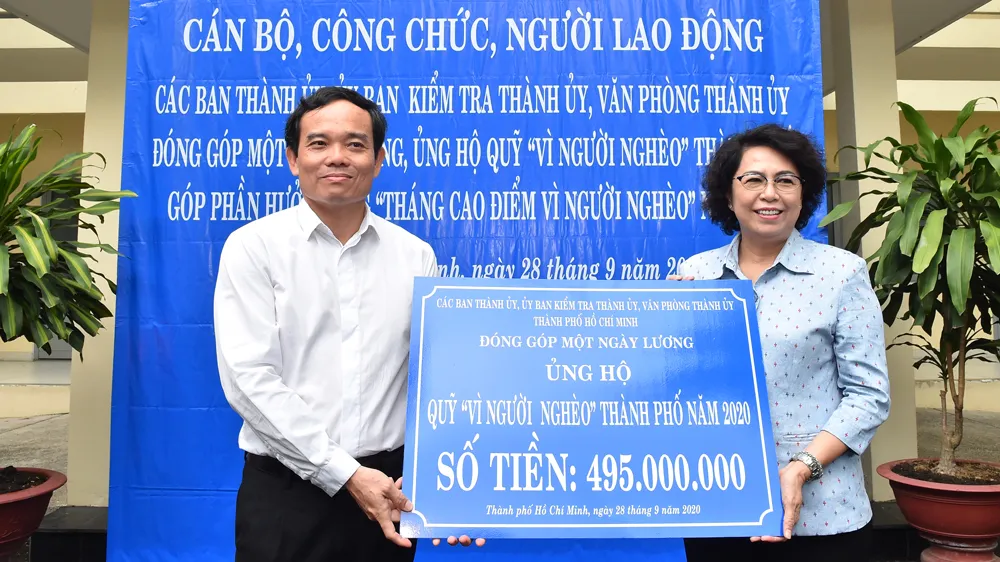 CÁN BỘ, CÔNG CHỨC, NGƯỜI LAO ĐỘNG
CÁC BAN THÀNH ỦY, ỦY BAN KIỂM TRA THÀNH ỦY, VĂN PHÒNG THÀNH ỦY
ĐÓNG GÓP MỘT ỦNG HỘ QUỸ "VÌ NGƯỜI NGHÈO"
GÓP PHẦN "THÁNG CAO ĐIỂM VÌ NGƯỜI NGHÈO"
ngày 28 tháng 9 năm
CÁC BAN THÀNH ỦY, ỦY BAN KIỂM TRA THÀNH ỦY, VĂN PHÒNG THÀNH ỦY
THÀNH PHỐ HỒ CHÍ MINH
ĐÓNG GÓP MỘT NGÀY LƯƠNG
ỦNG HỘ
QUỸ "VÌ NGƯỜI NGHÈO" THÀNH PHỐ NĂM 2020
SỐ TIỀN: 495.000.000
Thành phố Hồ Chí Minh, ngày 28 tháng 9 năm 2020